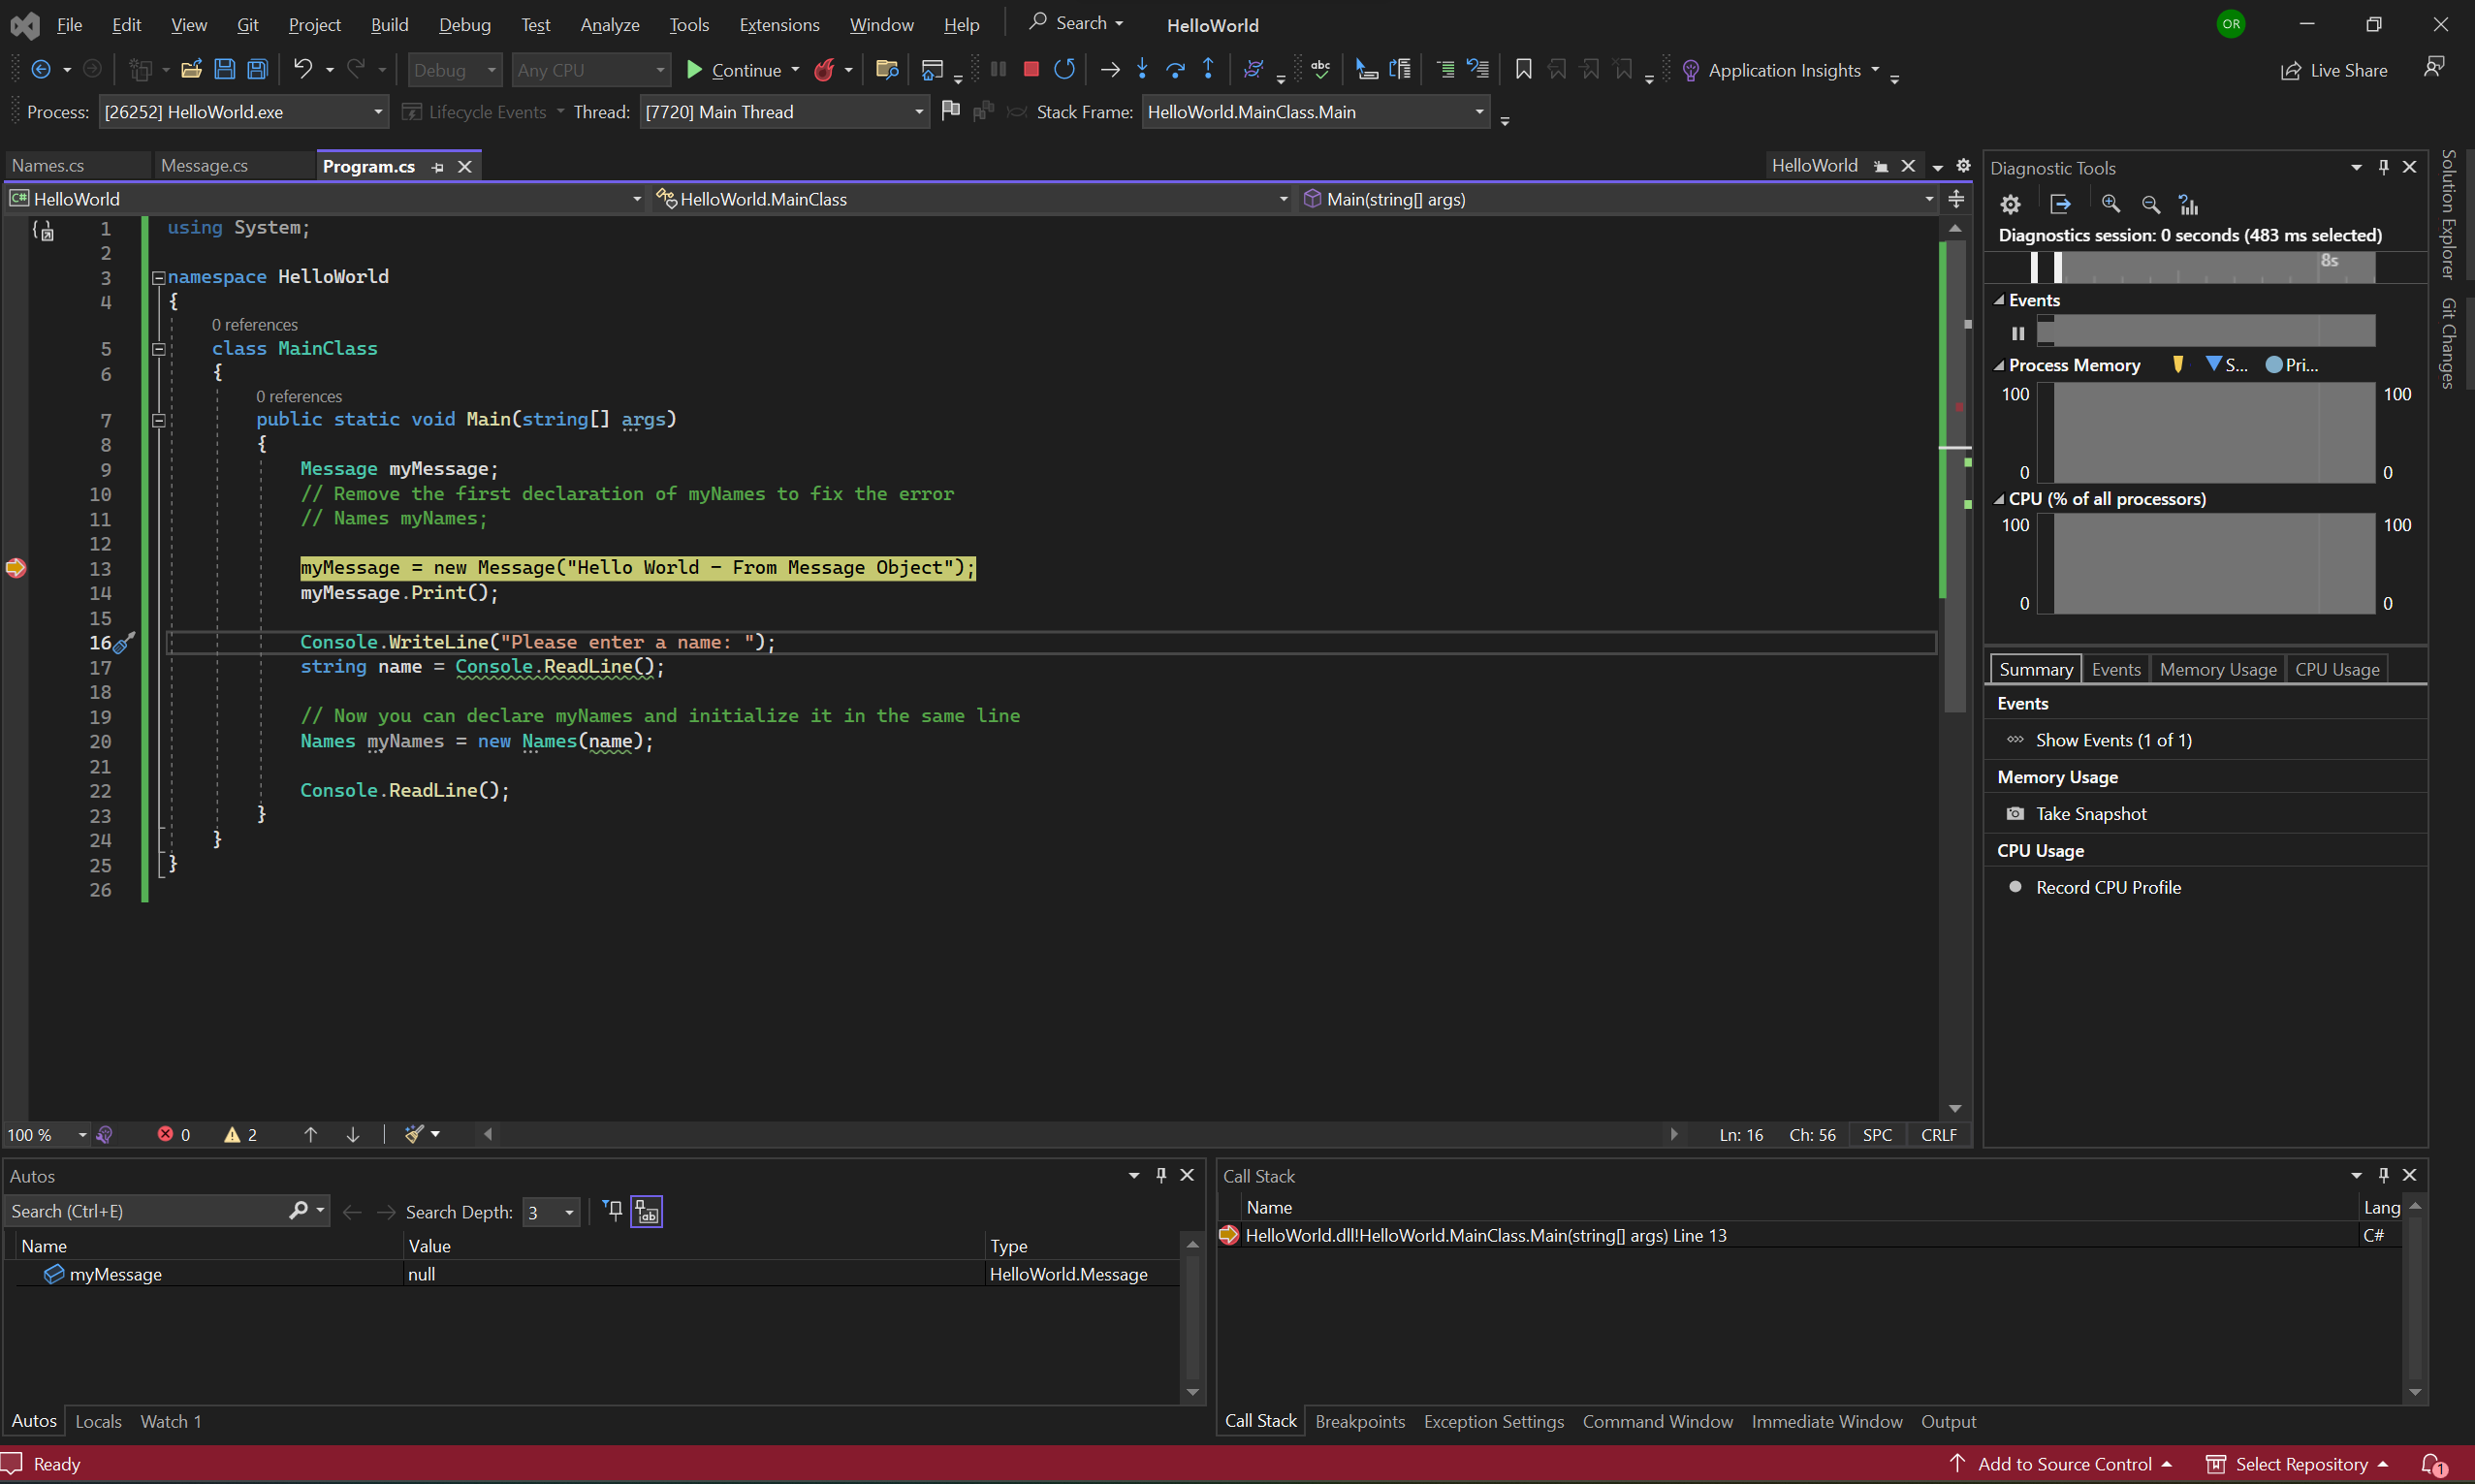 File Edit View Git Project Build Debug Test Analyze Tools Extensions Window Help Search HelloWorld OR
Debug Any CPU Continue Application Insights Live Share
Process: [26252] HelloWorld.exe Lifecycle Events Thread: [7720] Main Thread Stack Frame: HelloWorld.MainClass.Main
Names.cs Message.cs Program.cs HelloWorld
C# HelloWorld HelloWorld.MainClass Main(string[] args)
1 using System;
2
3 namespace HelloWorld
4 {
0 references
5 class MainClass
6 {
0 references
7 public static void Main(string[] args)
8 {
9 Message myMessage;
10 // Remove the first declaration of myNames to fix the error
11 // Names myNames;
12
13 myMessage = new Message("Hello World - From Message Object");
14 myMessage.Print();
15
16 Console.WriteLine("Please enter a name: ");
17 string name = Console.ReadLine();
18
19 // Now you can declare myNames and initialize it in the same line
20 Names myNames = new Names(name);
21
22 Console.ReadLine();
23 }
24 }
25 }
26
100 % 0 2 Ln: 16 Ch: 56 SPC CRLF
Diagnostic Tools
Diagnostics session: 0 seconds (483 ms selected)
8s
Events
Process Memory S... Pri...
100 100
0 0
CPU (% of all processors)
100 100
0 0
Summary Events Memory Usage CPU Usage
Events
Show Events (1 of 1)
Memory Usage
Take Snapshot
CPU Usage
Record CPU Profile
Solution Explorer
Git Changes
Autos
Search (Ctrl+E) Search Depth: 3
Name Value Type
myMessage null HelloWorld.Message
Autos Locals Watch 1
Call Stack
Name Lang
HelloWorld.dll!HelloWorld.MainClass.Main(string[] args) Line 13 C#
Call Stack Breakpoints Exception Settings Command Window Immediate Window Output
Ready Add to Source Control Select Repository 1